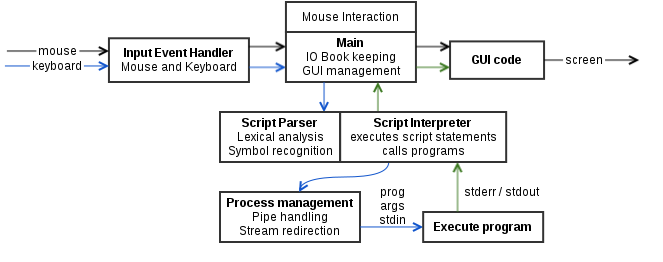 Mouse Interaction
mouse
keyboard
Input Event Handler
Mouse and Keyboard
Main
IO Book keeping
GUI management
GUI code
screen
Script Parser
Lexical analysis
Symbol recognition
Script Interpreter
executes script statements
calls programs
Process management
Pipe handling
Stream redirection
prog
args
stdin
stderr / stdout
Execute program